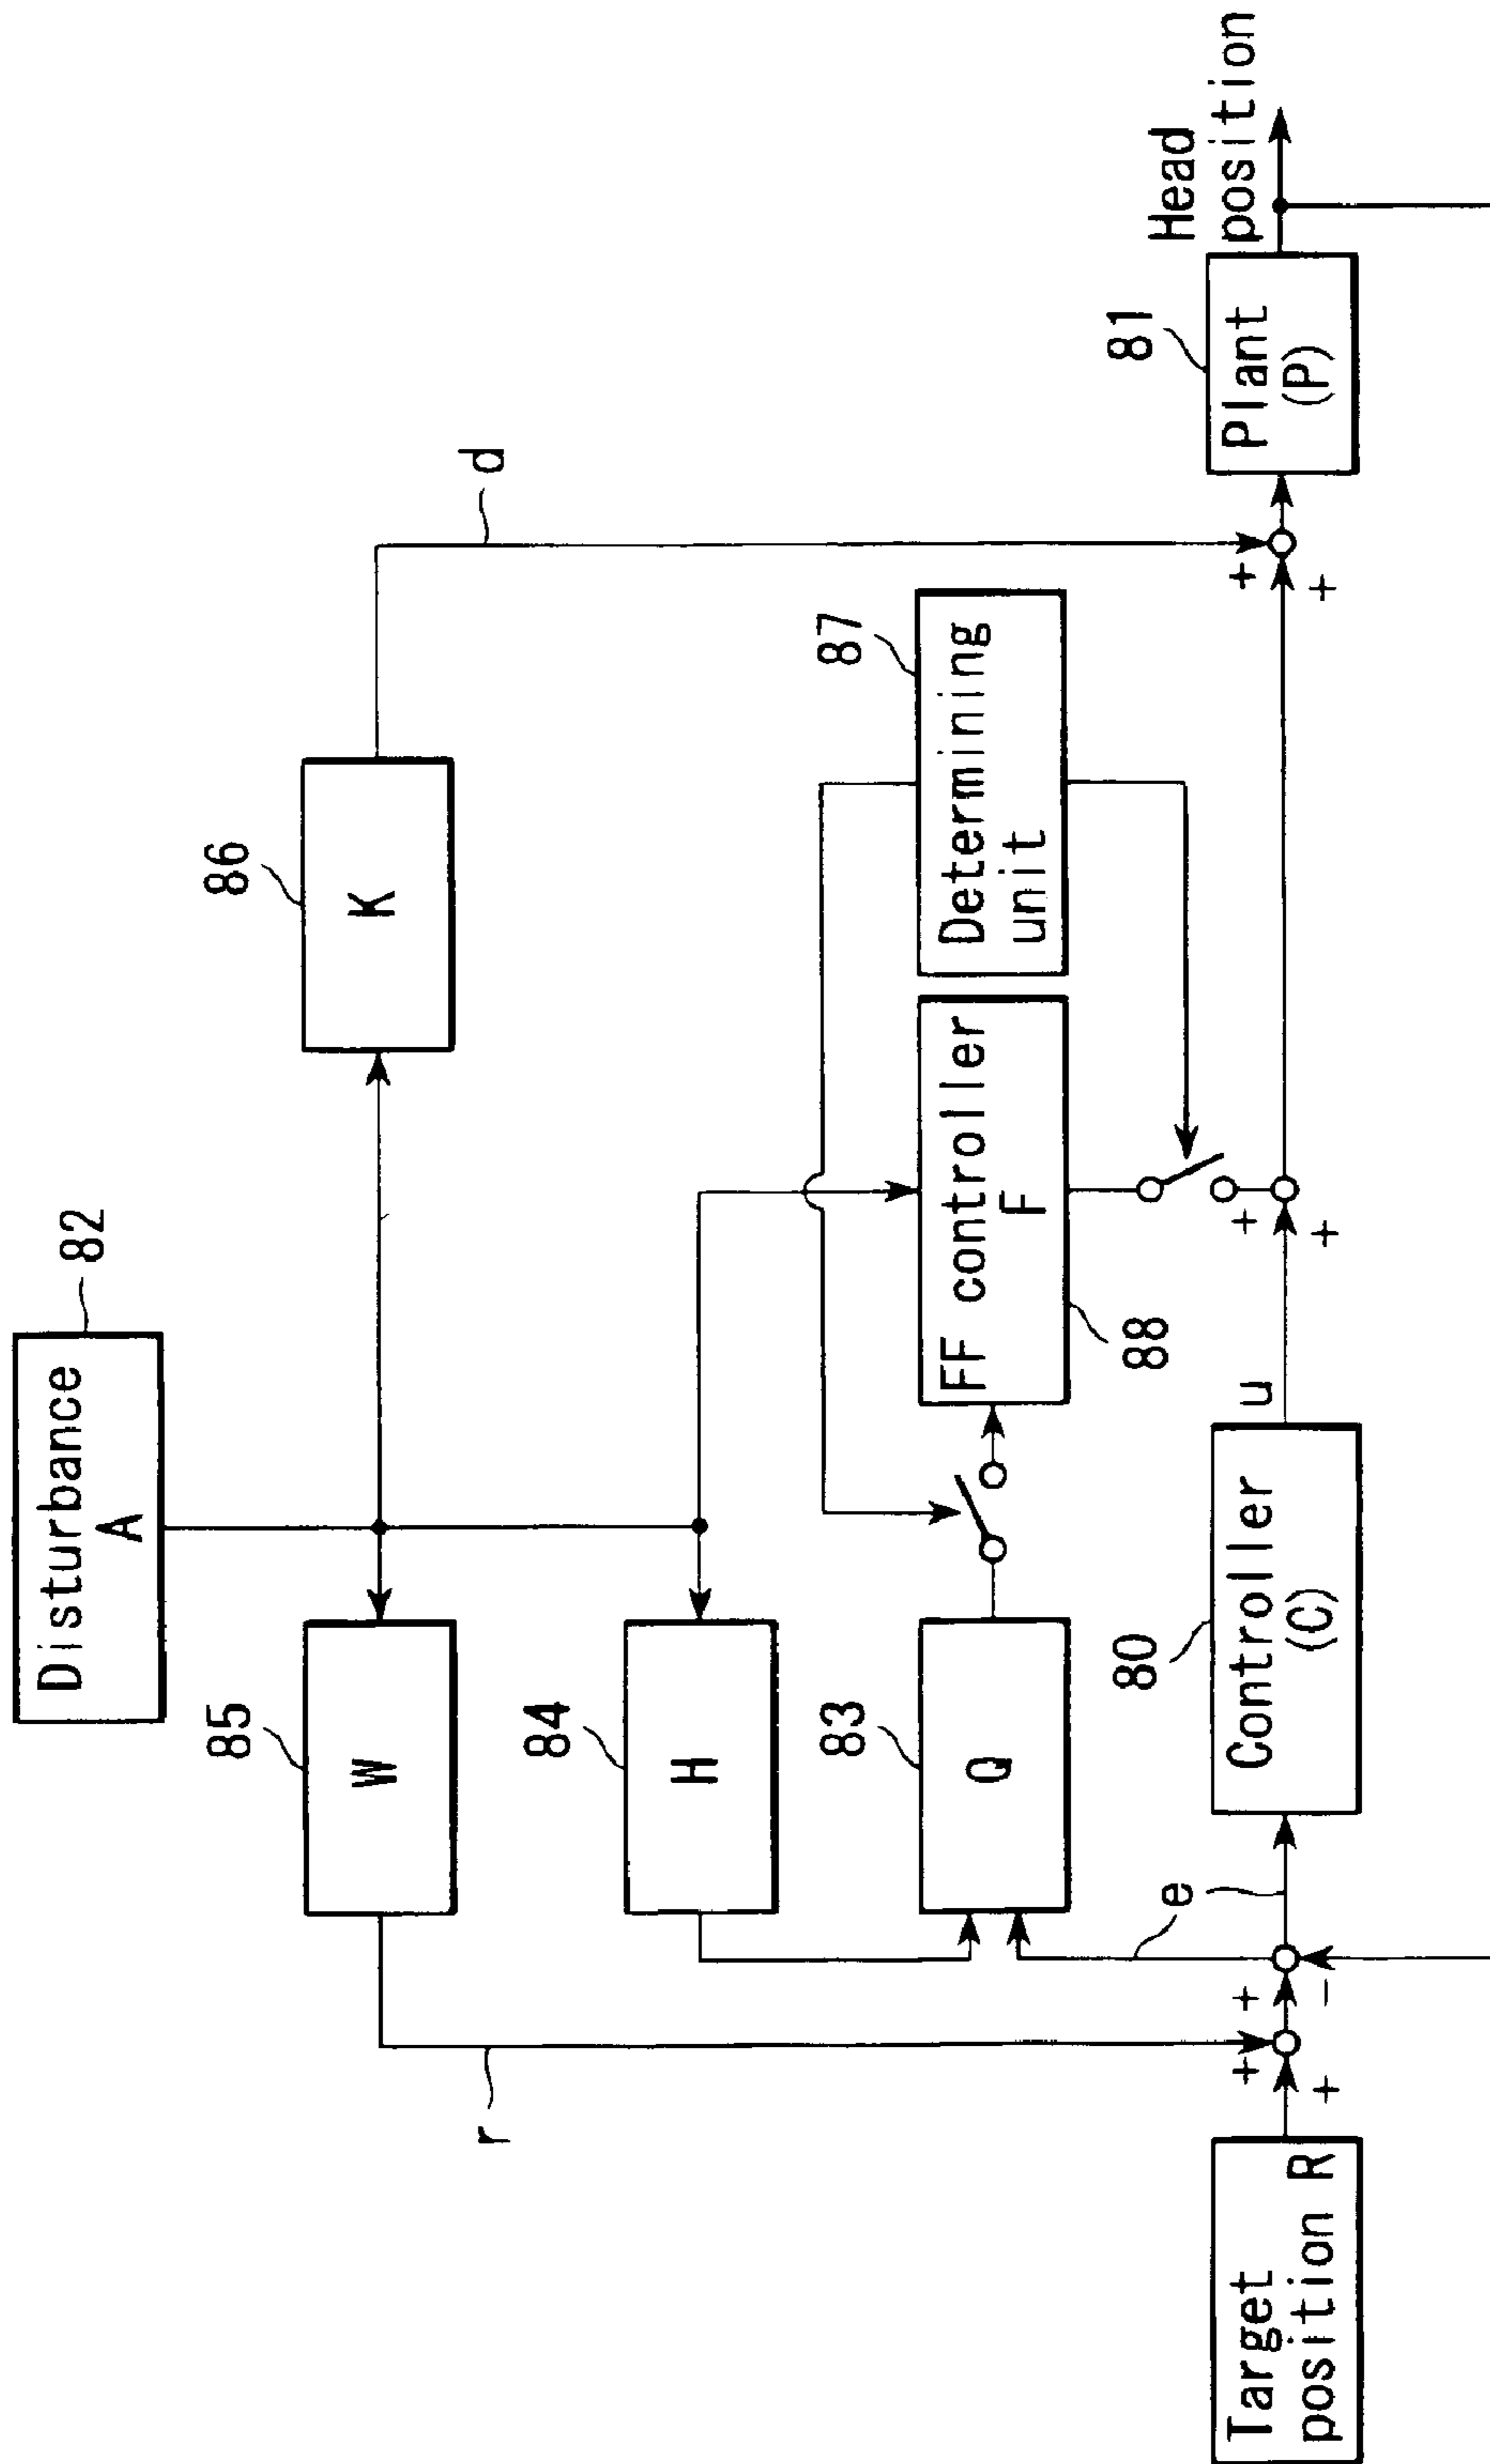 Disturbance
A
82
85
W
86
K
d
r
84
H
83
Q
87
Determining
unit
FF controller
F
88
+
+
e
Target
position R
+
+
+
-
80
Controller
(C)
u
+
+
81
Plant
(P)
Head
position